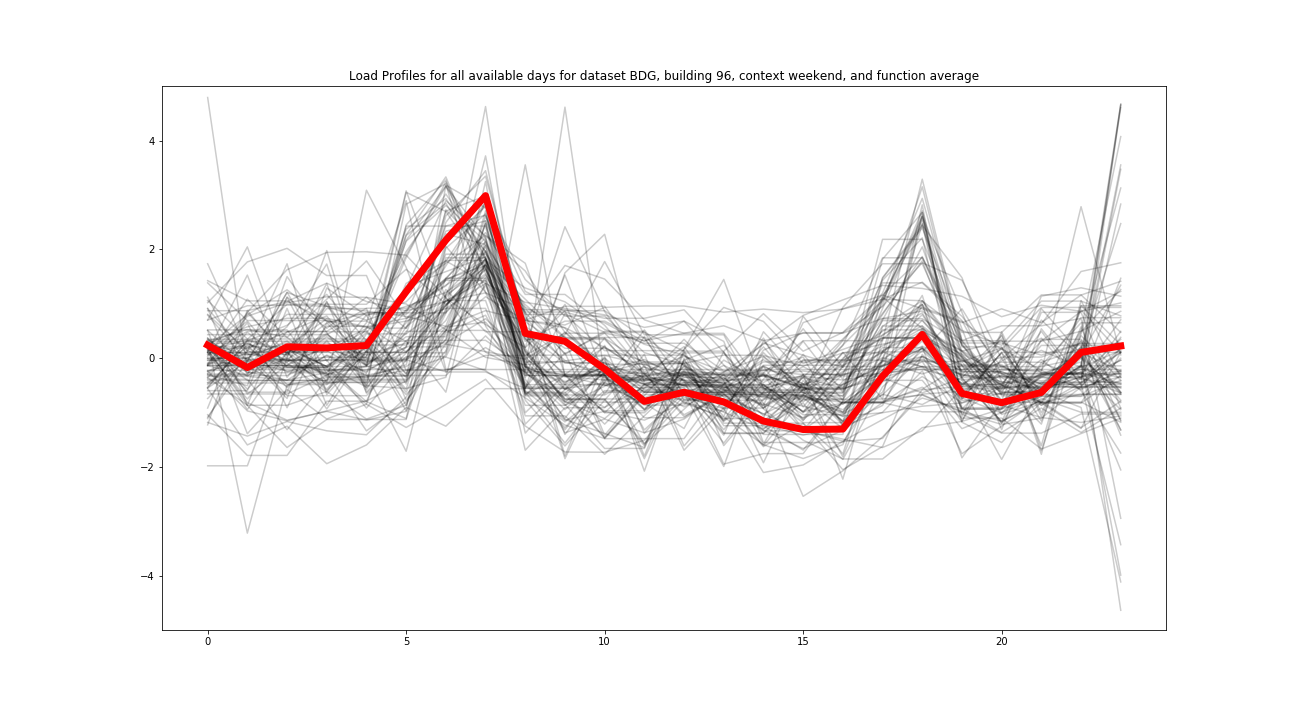 Load Profiles for all available days for dataset BDG, building 96, context weekend, and function average
4
2
0
−2
−4
0 5 10 15 20